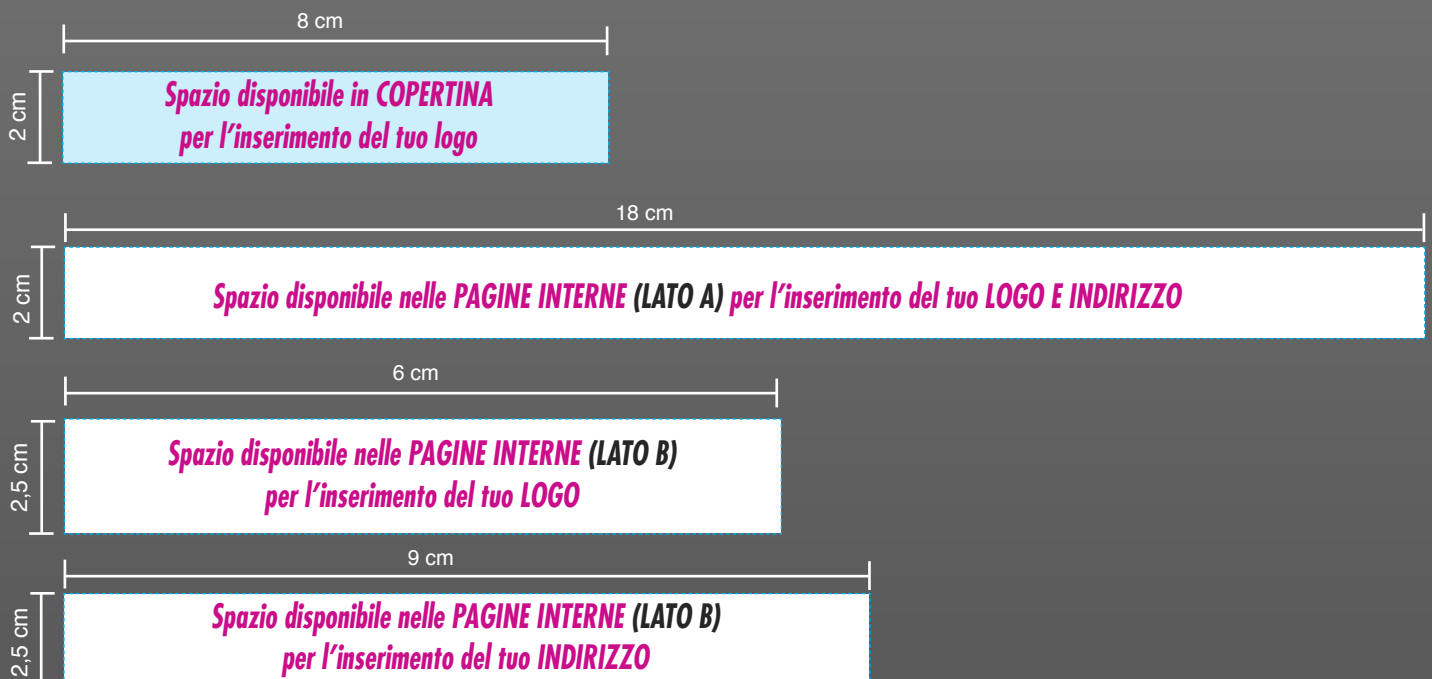 8 cm
2 cm
Spazio disponibile in COPERTINA
per l'inserimento del tuo logo
18 cm
2 cm
Spazio disponibile nelle PAGINE INTERNE (LATO A) per l'inserimento del tuo LOGO E INDIRIZZO
6 cm
2,5 cm
Spazio disponibile nelle PAGINE INTERNE (LATO B)
per l'inserimento del tuo LOGO
9 cm
2,5 cm
Spazio disponibile nelle PAGINE INTERNE (LATO B)
per l'inserimento del tuo INDIRIZZO